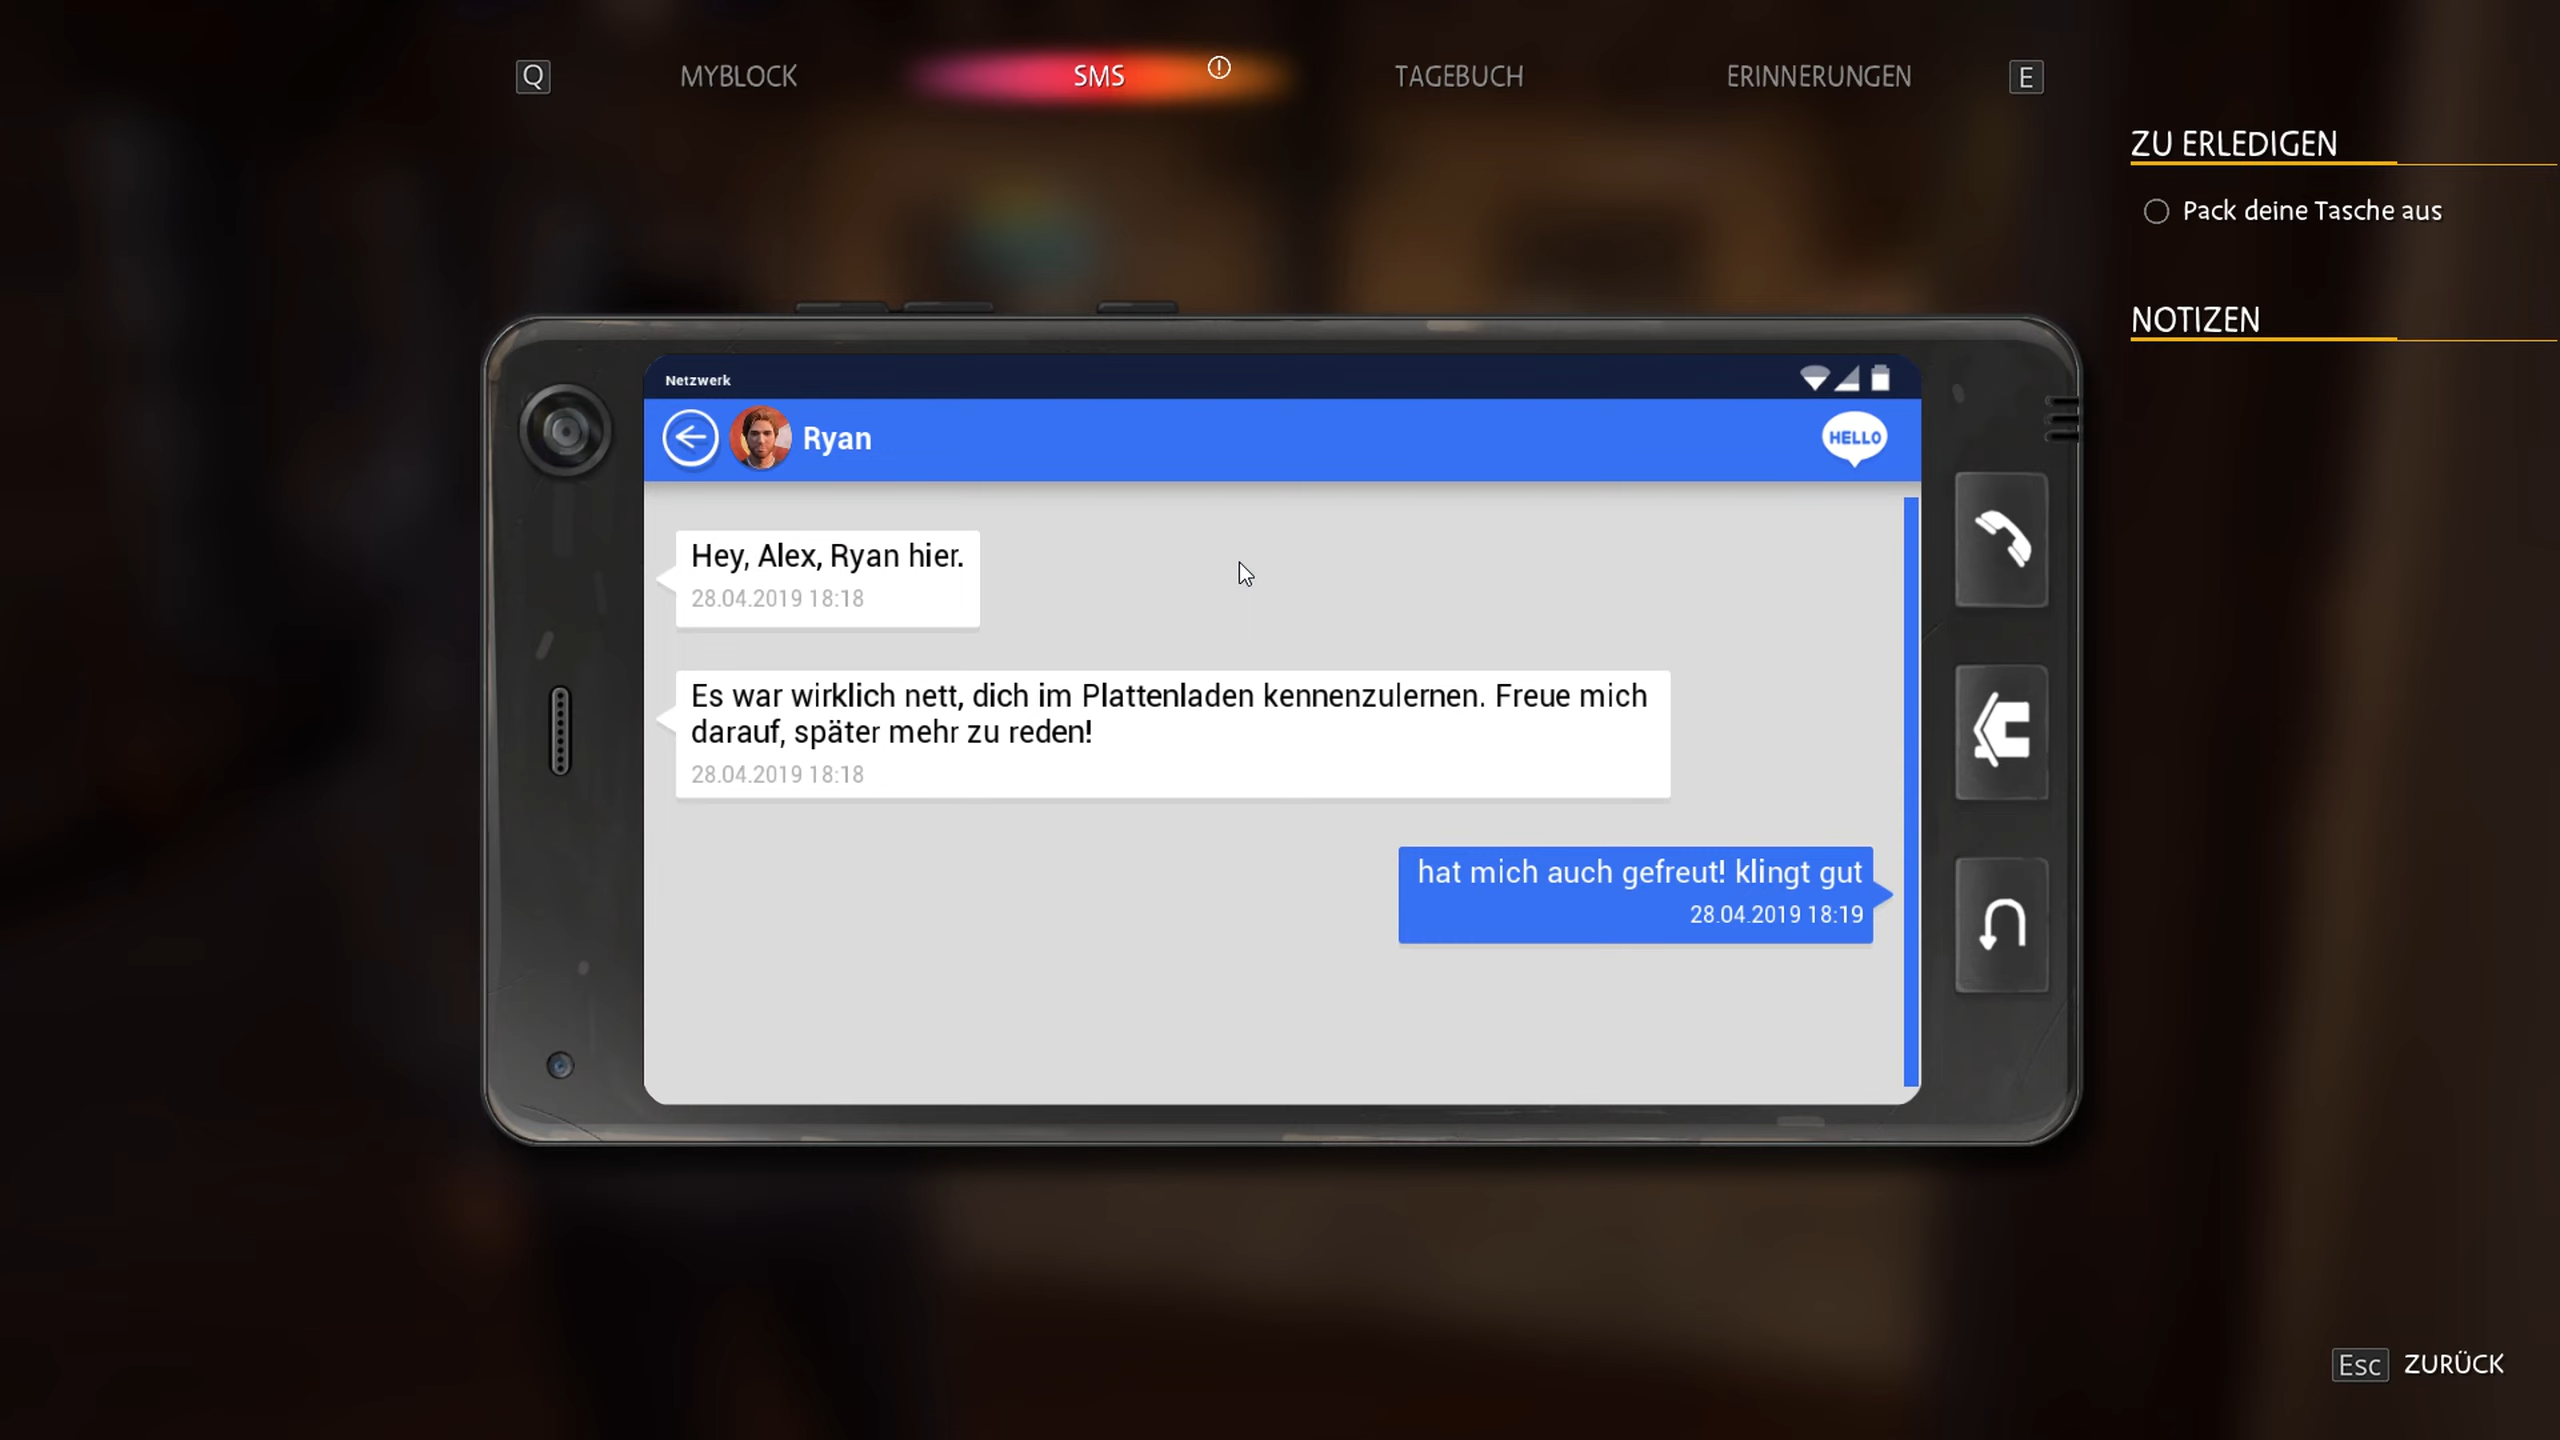 Q MYBLOCK SMS TAGEBUCH ERINNERUNGEN E
ZU ERLEDIGEN
Pack deine Tasche aus
NOTIZEN
Netzwerk
Ryan
HELLO
Hey, Alex, Ryan hier.
28.04.2019 18:18
Es war wirklich nett, dich im Plattenladen kennenzulernen. Freue mich
darauf, später mehr zu reden!
28.04.2019 18:18
hat mich auch gefreut! klingt gut
28.04.2019 18:19
Esc ZURÜCK